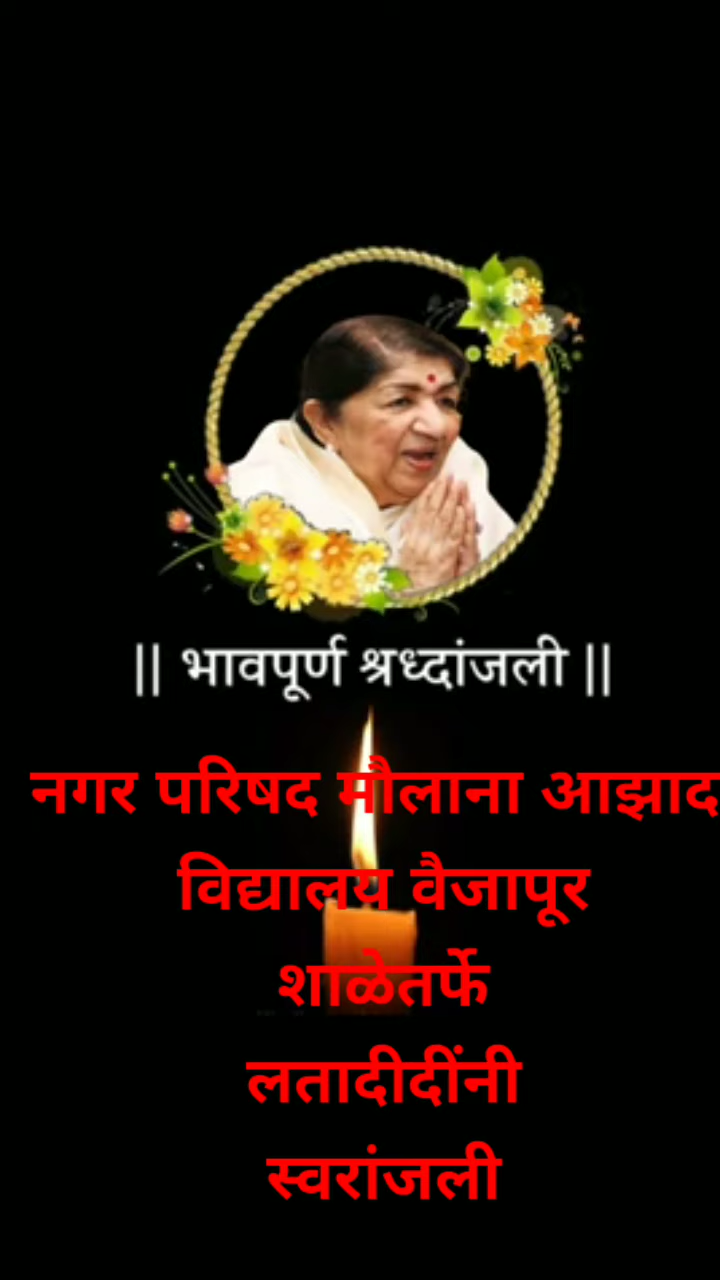 || भावपूर्ण श्रध्दांजली ||
नगर परिषद मौलाना आझाद
विद्यालय वैजापूर
शाळेतर्फे
लतादीदींनी
स्वरांजली